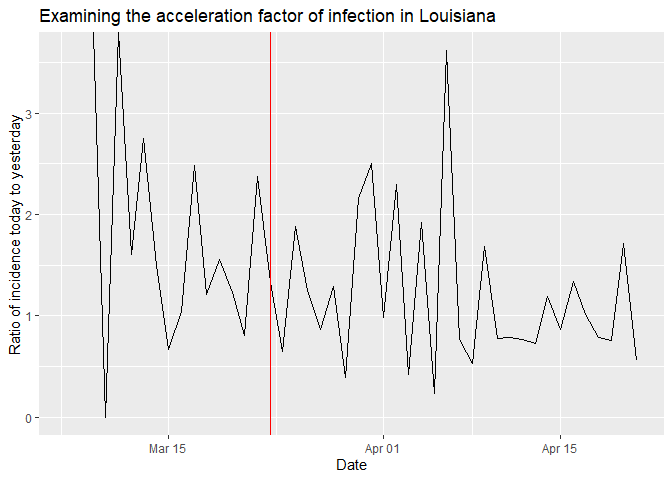 Examining the acceleration factor of infection in Louisiana
Ratio of incidence today to yesterday
3
2
1
0
Mar 15
Apr 01
Apr 15
Date